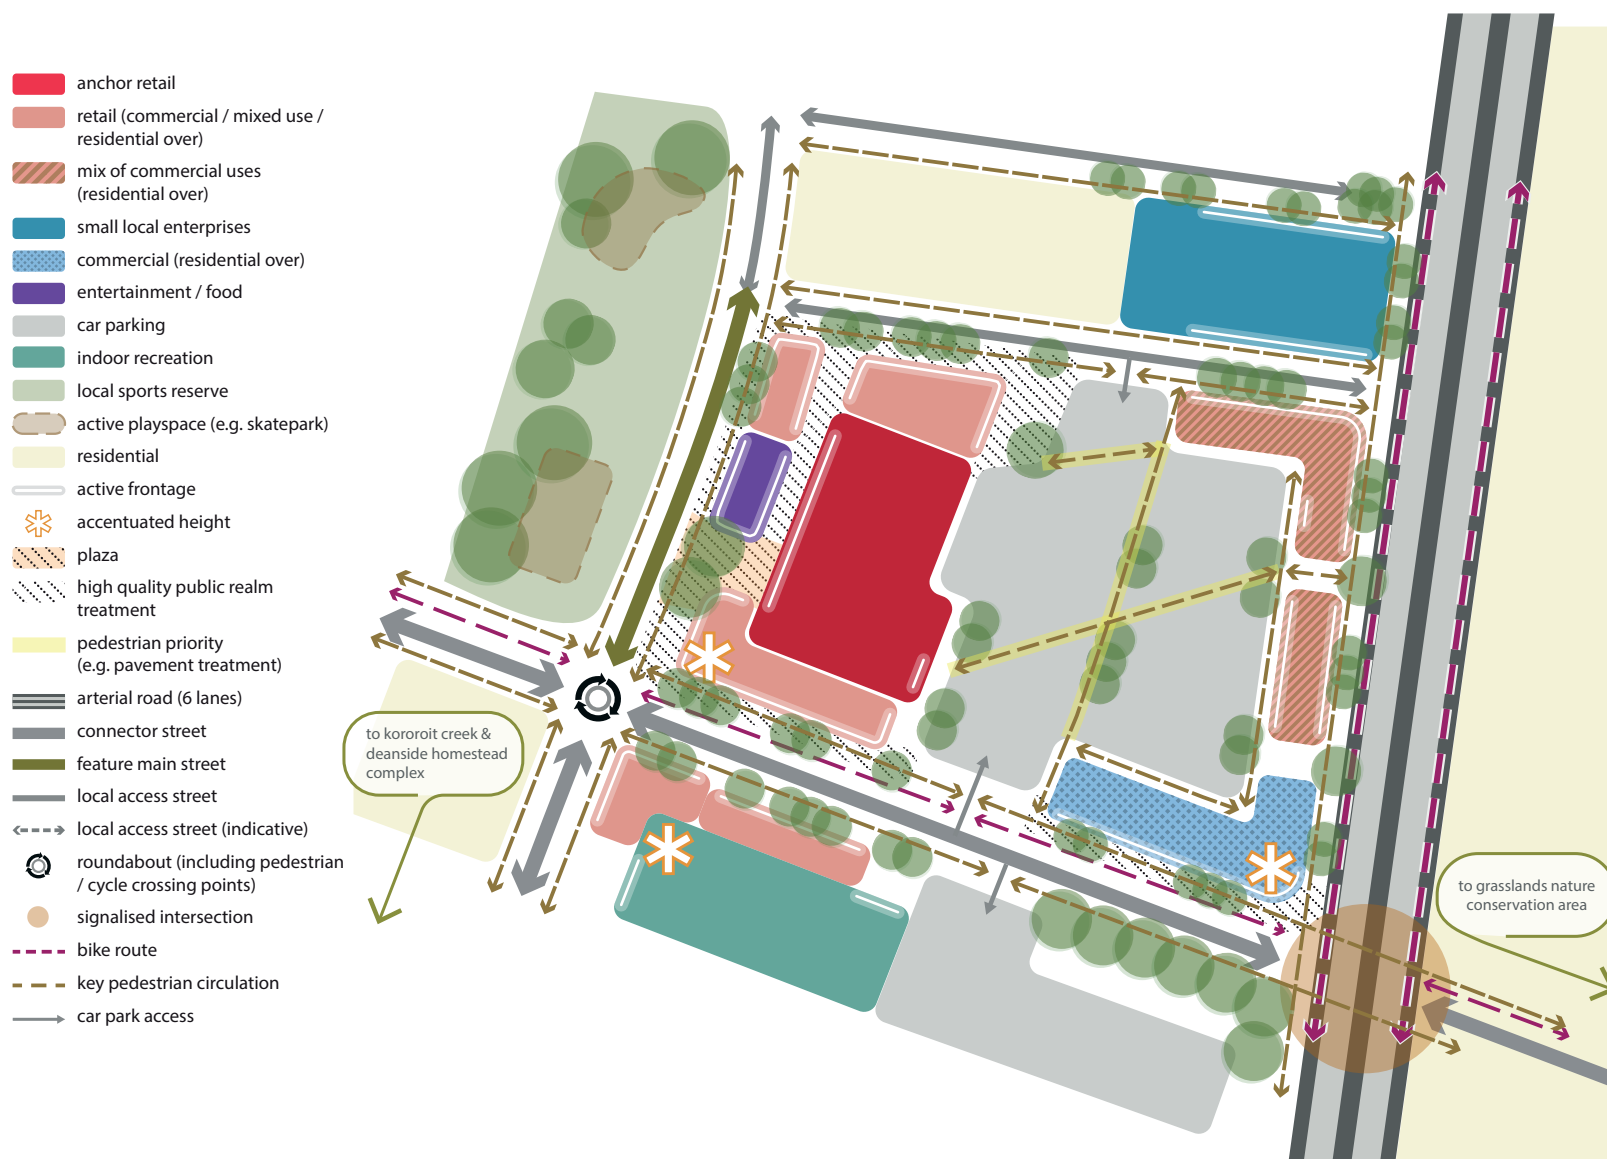 anchor retail
retail (commercial / mixed use /
residential over)
mix of commercial uses
(residential over)
small local enterprises
commercial (residential over)
entertainment / food
car parking
indoor recreation
local sports reserve
active playspace (e.g. skatepark)
residential
active frontage
accentuated height
plaza
high quality public realm
treatment
pedestrian priority
(e.g. pavement treatment)
arterial road (6 lanes)
connector street
feature main street
local access street
local access street (indicative)
roundabout (including pedestrian
/ cycle crossing points)
signalised intersection
bike route
key pedestrian circulation
car park access
to kororoit creek &
deanside homestead
complex
to grasslands nature
conservation area